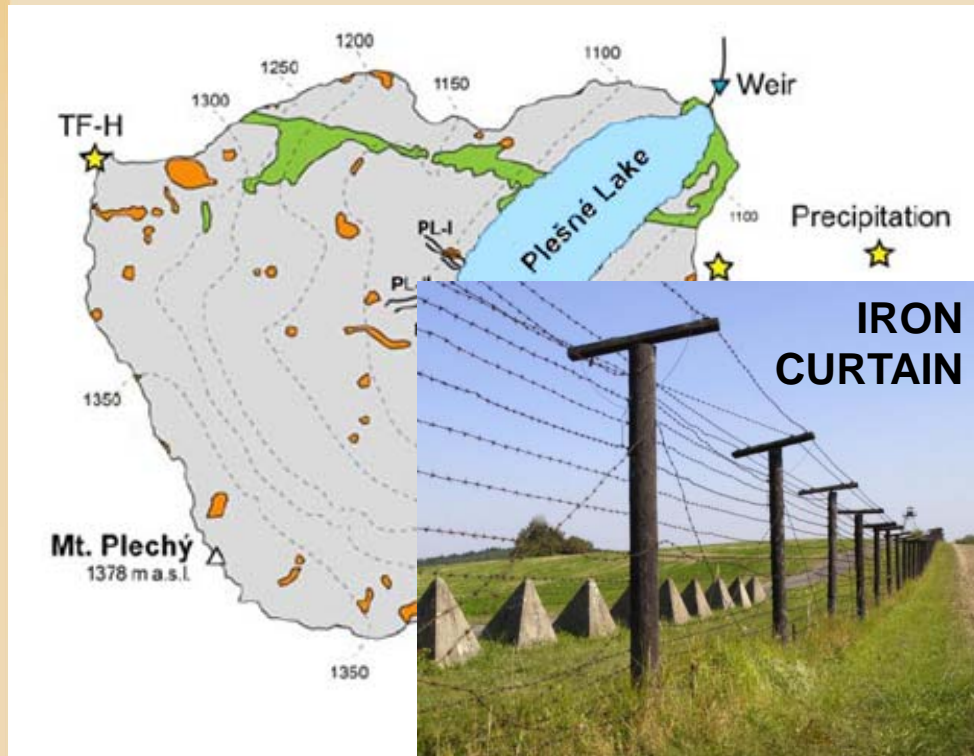 1200
1250
1100
1150
1300
Weir
TF-H
Plešné Lake
1100
Precipitation
PL-I
IRON
CURTAIN
1350
Mt. Plechý
1378 m a.s.l.
1350